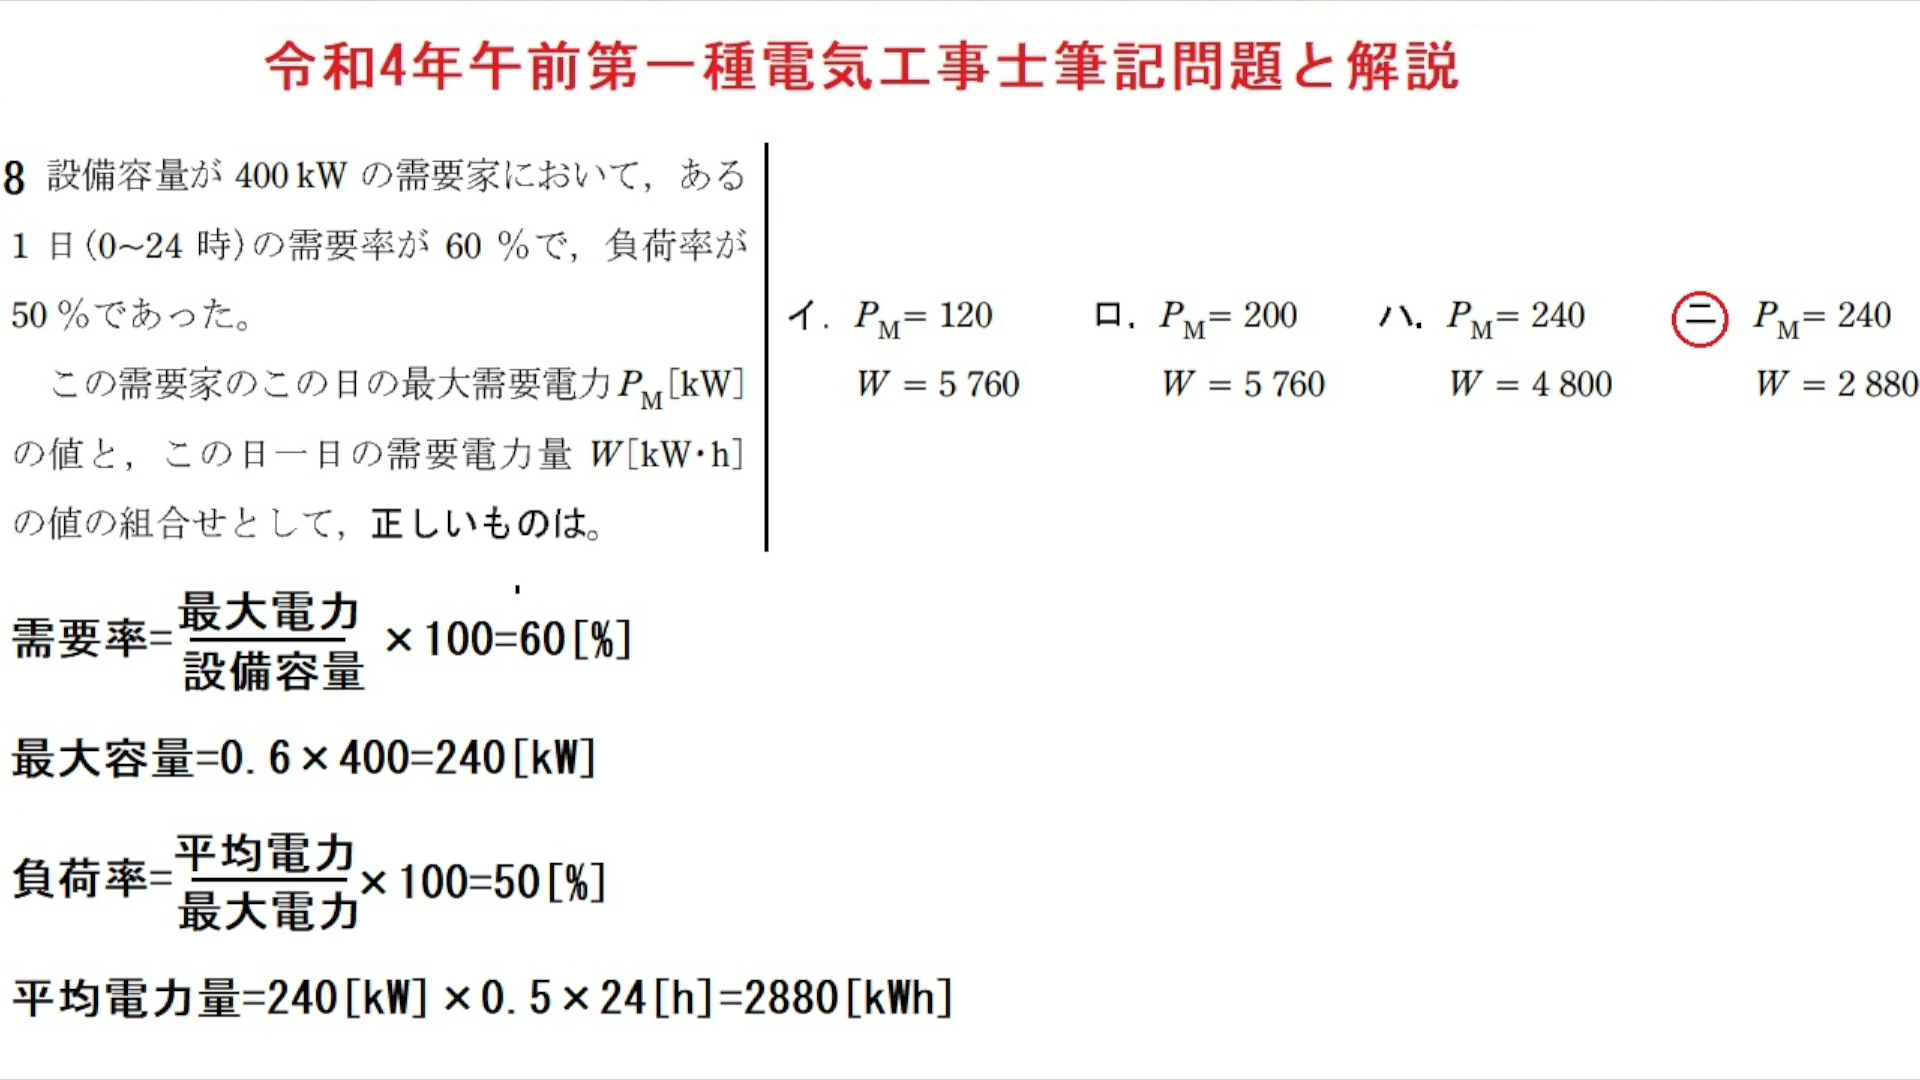 令和4年午前第一種電気工事士筆記問題と解説
8 設備容量が 400 kW の需要家において，ある
1 日(0~24 時)の需要率が 60 ％で，負荷率が
50 ％であった。
この需要家のこの日の最大需要電力 PM[kW]
の値と，この日一日の需要電力量 W[kW・h]
の値の組合せとして，正しいものは。
イ． PM= 120
W = 5 760
ロ． PM= 200
W = 5 760
ハ． PM= 240
W = 4 800
ニ PM= 240
W = 2 880
需要率=最大電力/設備容量 ×100=60[%]
最大容量=0.6×400=240[kW]
負荷率=平均電力/最大電力×100=50[%]
平均電力量=240[kW]×0.5×24[h]=2880[kWh]